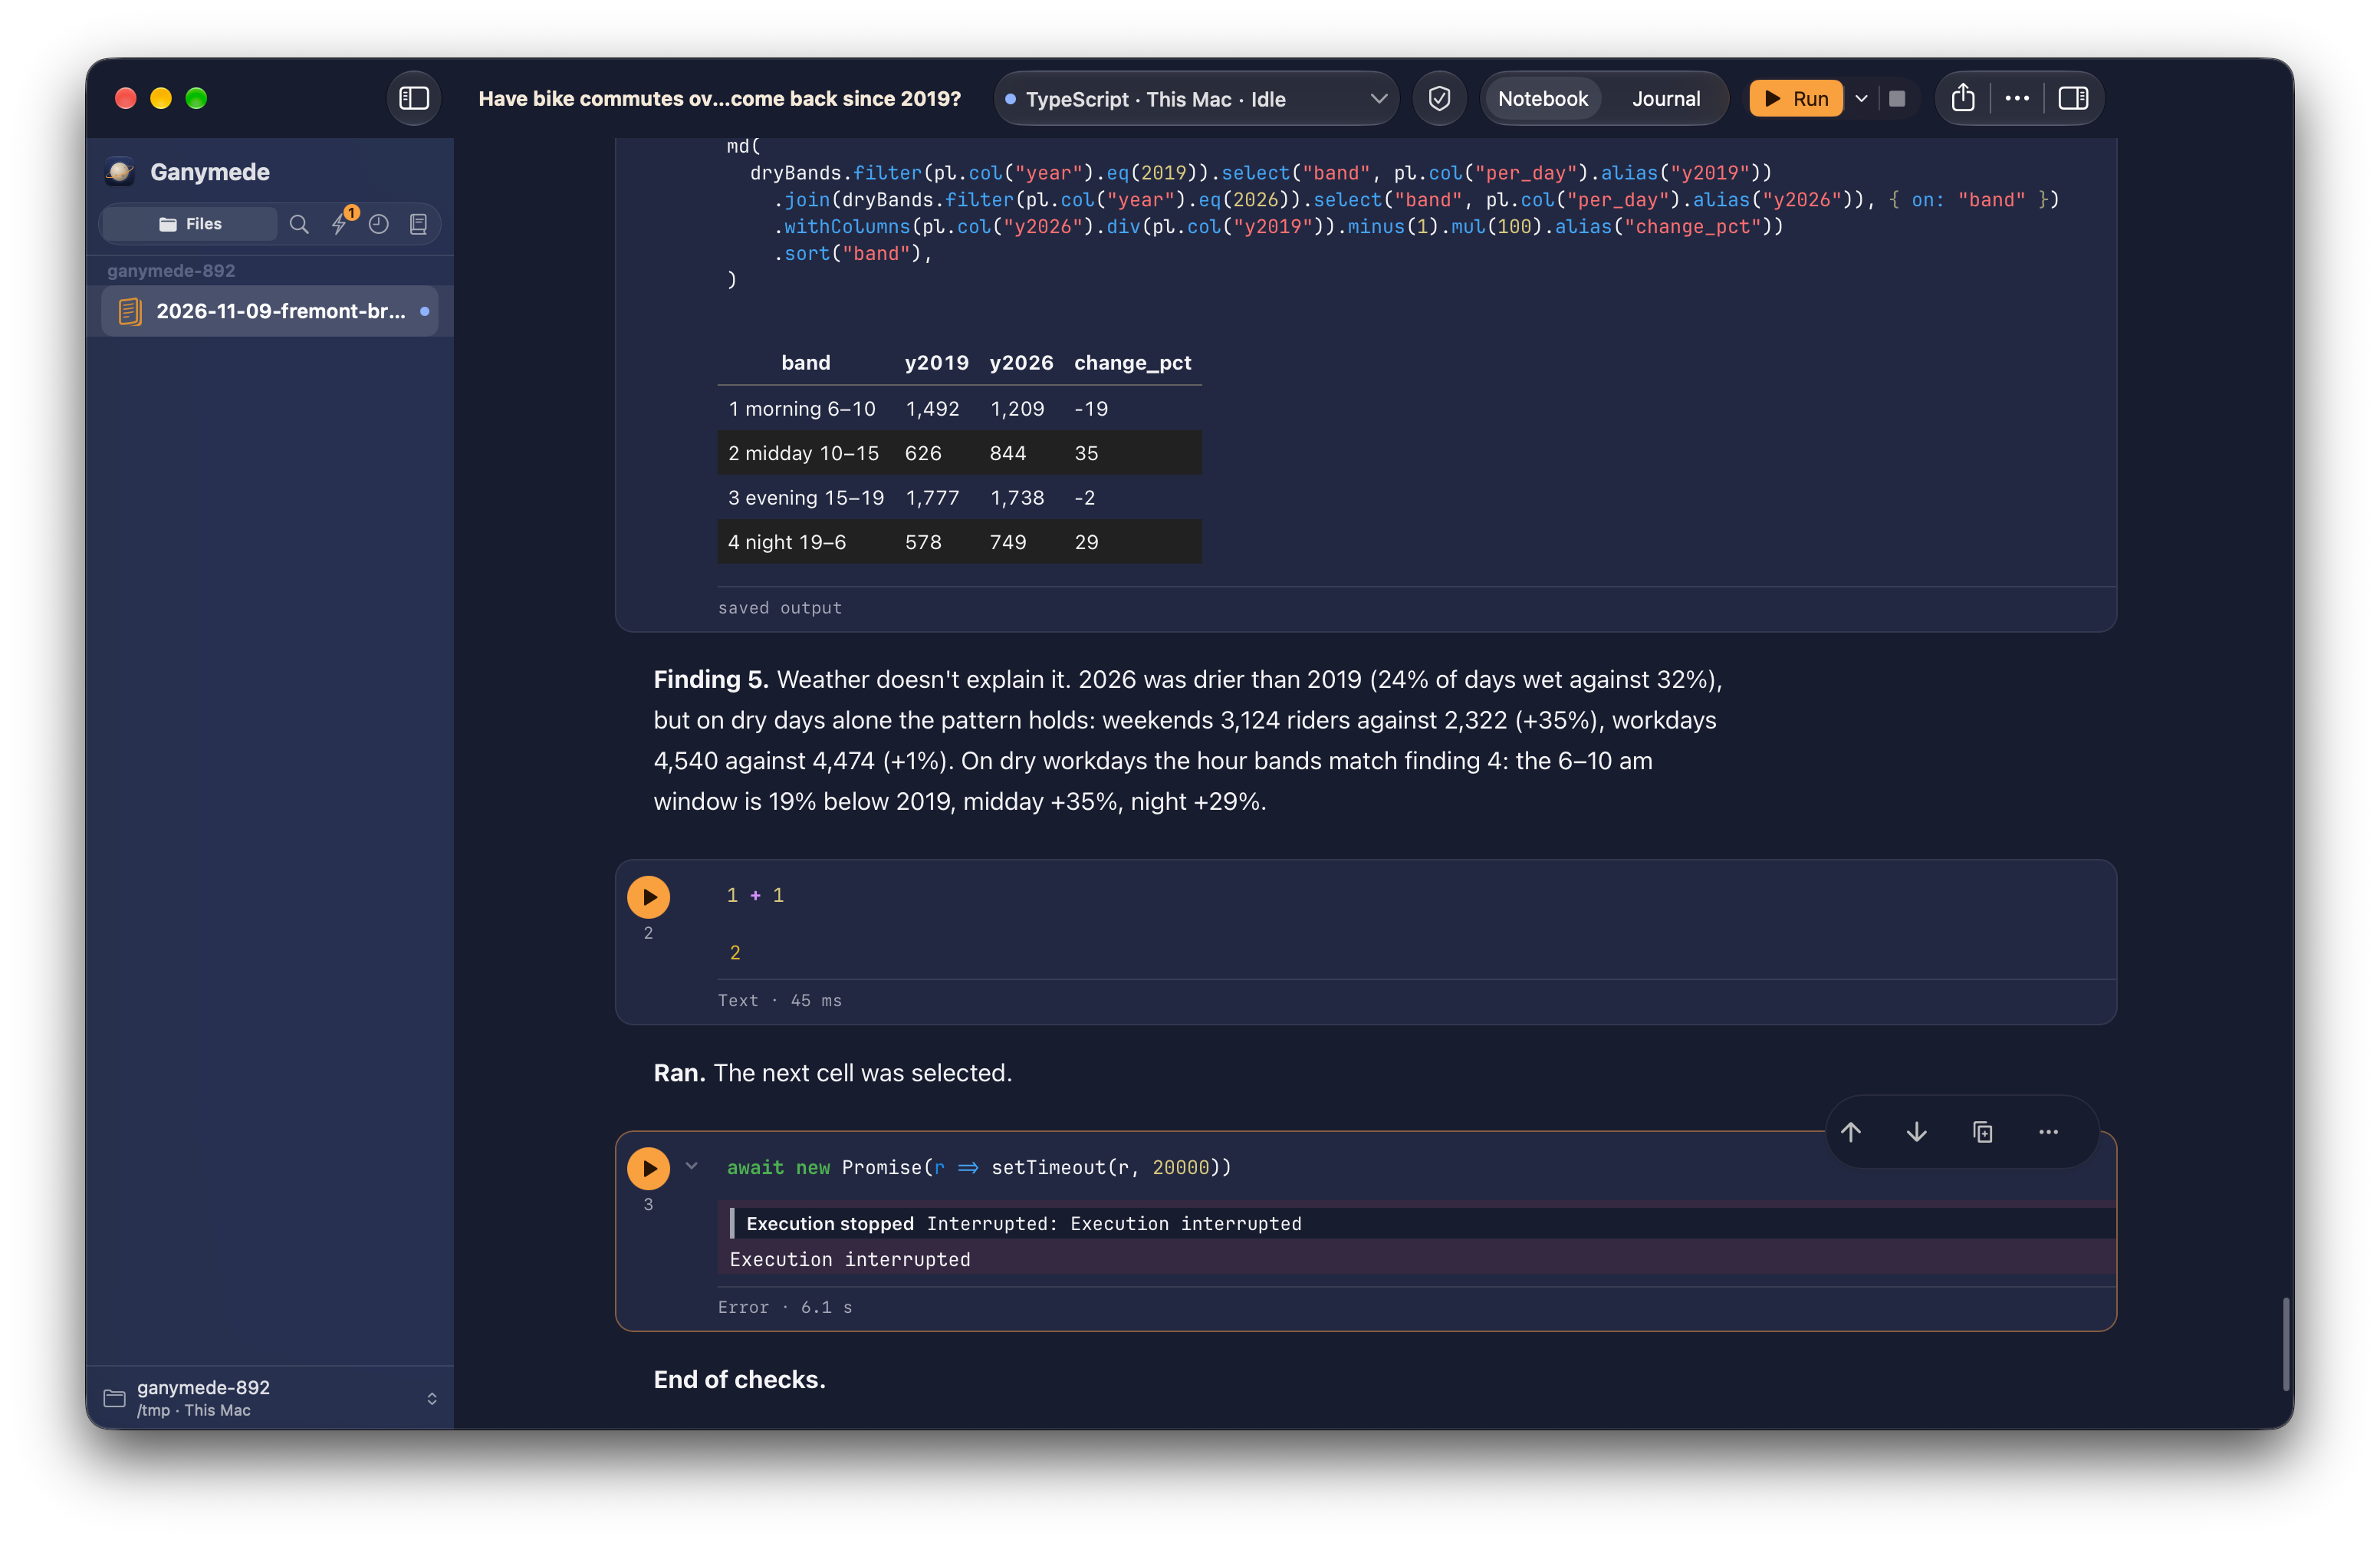 Have bike commutes ov...come back since 2019?
TypeScript · This Mac · Idle
Notebook
Journal
Run
Ganymede
Files
1
ganymede-892
2026-11-09-fremont-br...
md(
dryBands.filter(pl.col("year").eq(2019)).select("band", pl.col("per_day").alias("y2019"))
.join(dryBands.filter(pl.col("year").eq(2026)).select("band", pl.col("per_day").alias("y2026")), { on: "band" })
.withColumns(pl.col("y2026").div(pl.col("y2019")).minus(1).mul(100).alias("change_pct"))
.sort("band"),
)
band y2019 y2026 change_pct
1 morning 6–10 1,492 1,209 -19
2 midday 10–15 626 844 35
3 evening 15–19 1,777 1,738 -2
4 night 19–6 578 749 29
saved output
Finding 5. Weather doesn't explain it. 2026 was drier than 2019 (24% of days wet against 32%),
but on dry days alone the pattern holds: weekends 3,124 riders against 2,322 (+35%), workdays
4,540 against 4,474 (+1%). On dry workdays the hour bands match finding 4: the 6–10 am
window is 19% below 2019, midday +35%, night +29%.
1 + 1
2
2
Text · 45 ms
Ran. The next cell was selected.
await new Promise(r => setTimeout(r, 20000))
3
Execution stopped Interrupted: Execution interrupted
Execution interrupted
Error · 6.1 s
End of checks.
ganymede-892
/tmp · This Mac